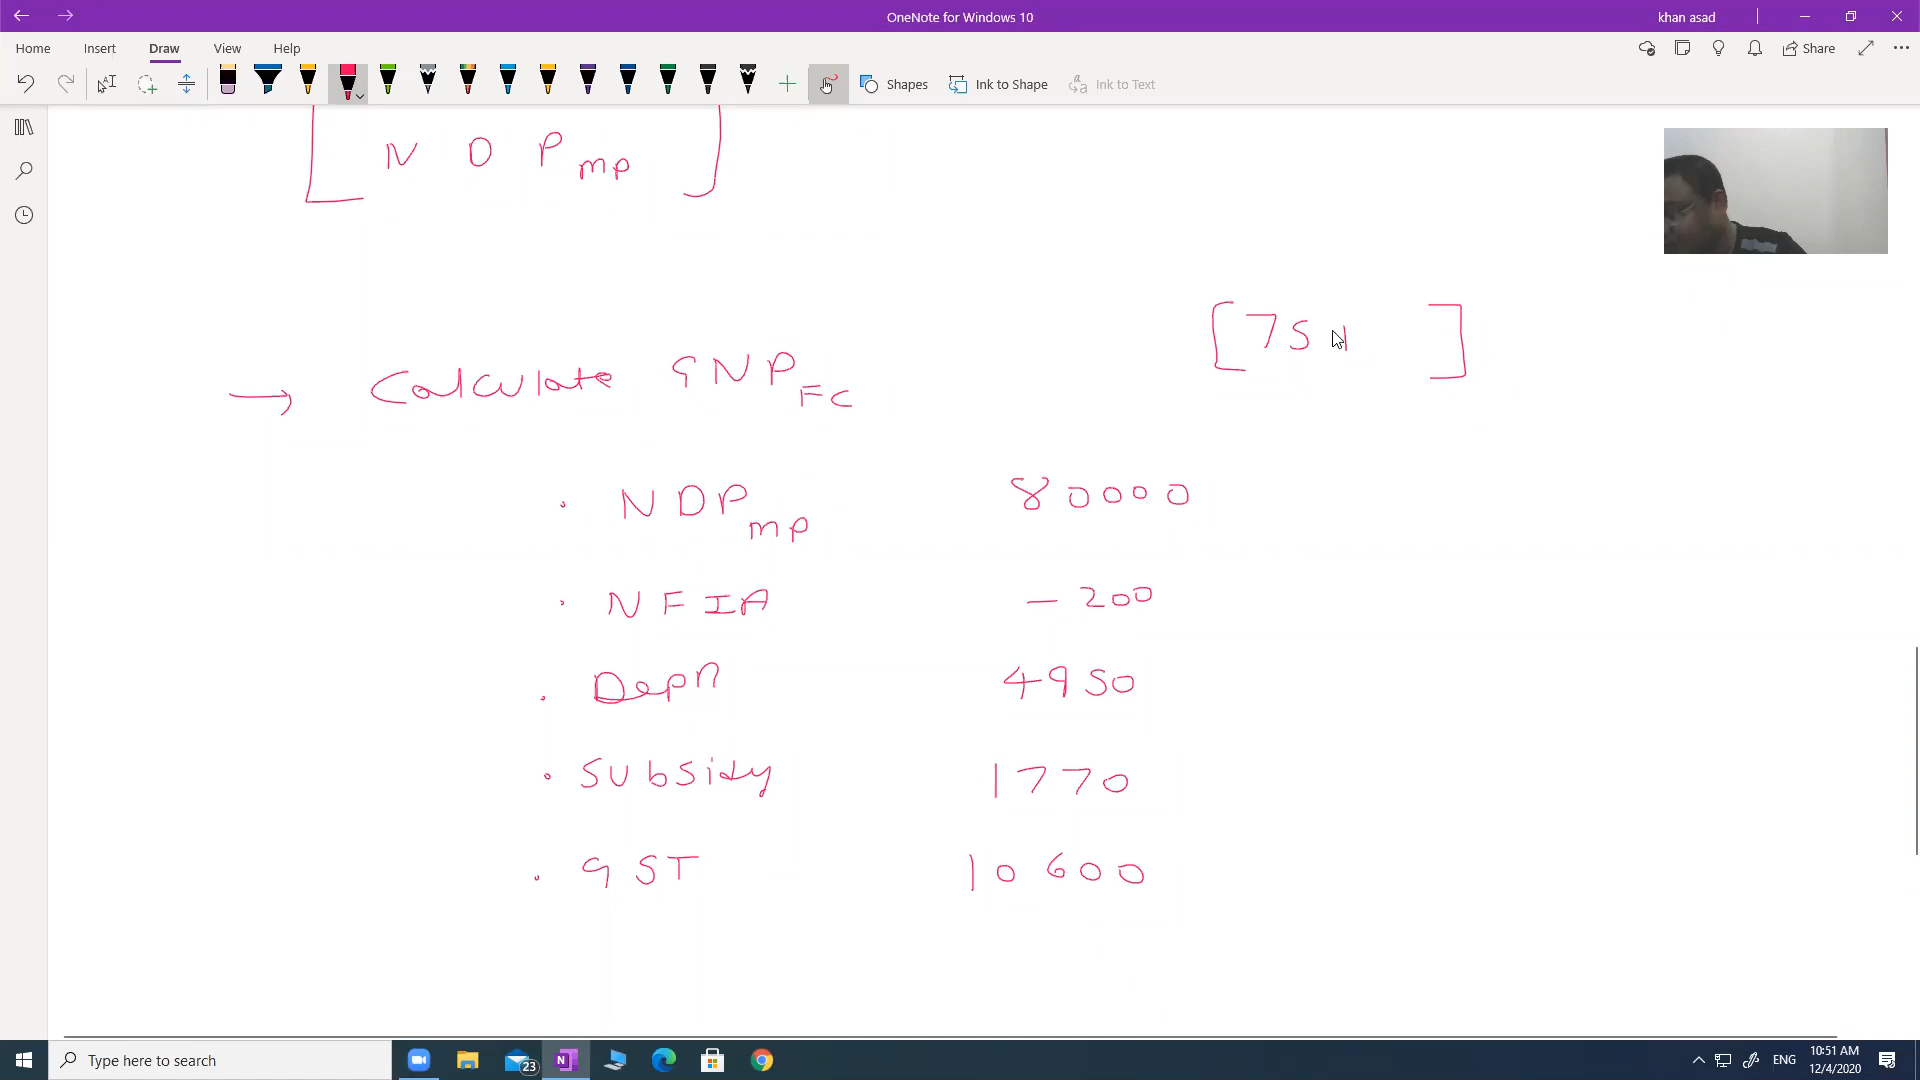 OneNote for Windows 10
khan asad
Home Insert Draw View Help
Share
Shapes
Ink to Shape
Ink to Text
N D P mp
[75 ]
→ Calculate GNP FC
. NDP mp 80000
. NFIA - 200
. Depn 4950
. Subsidy 1770
. GST 10600
Type here to search
23
ENG
10:51 AM
12/4/2020